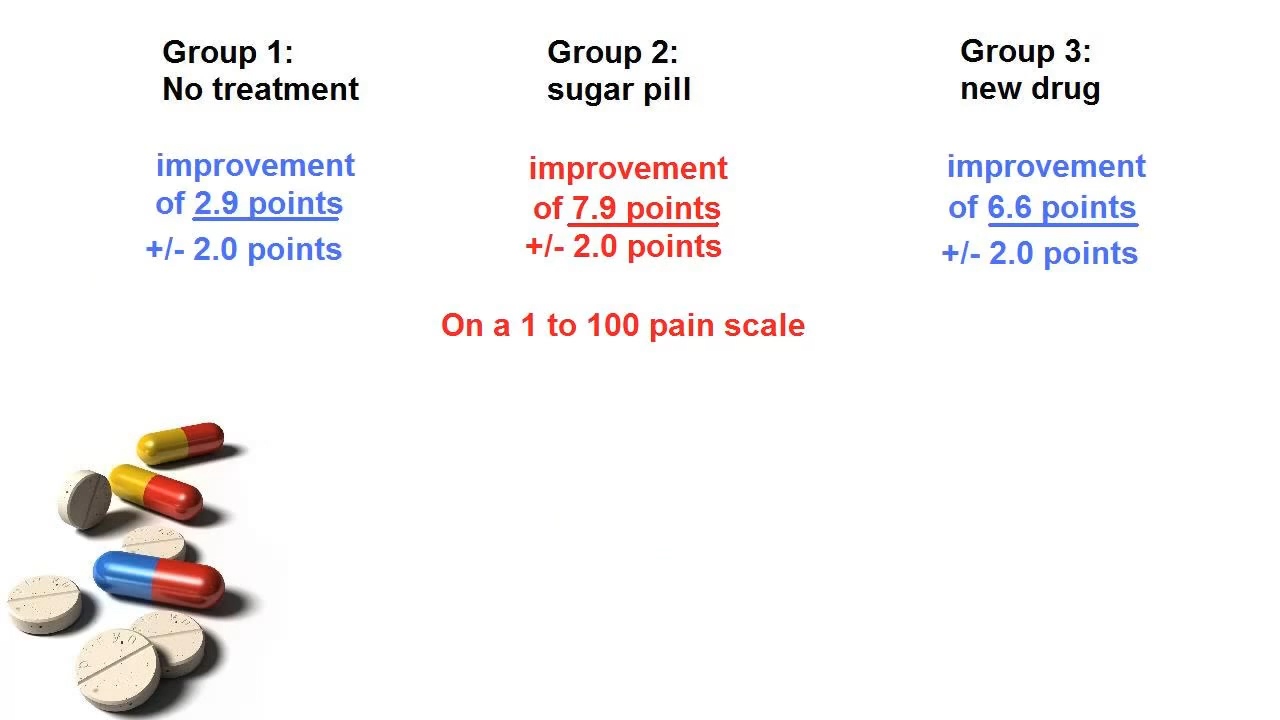 Group 1:
No treatment
improvement
of 2.9 points
+/- 2.0 points
Group 2:
sugar pill
improvement
of 7.9 points
+/- 2.0 points
Group 3:
new drug
improvement
of 6.6 points
+/- 2.0 points
On a 1 to 100 pain scale